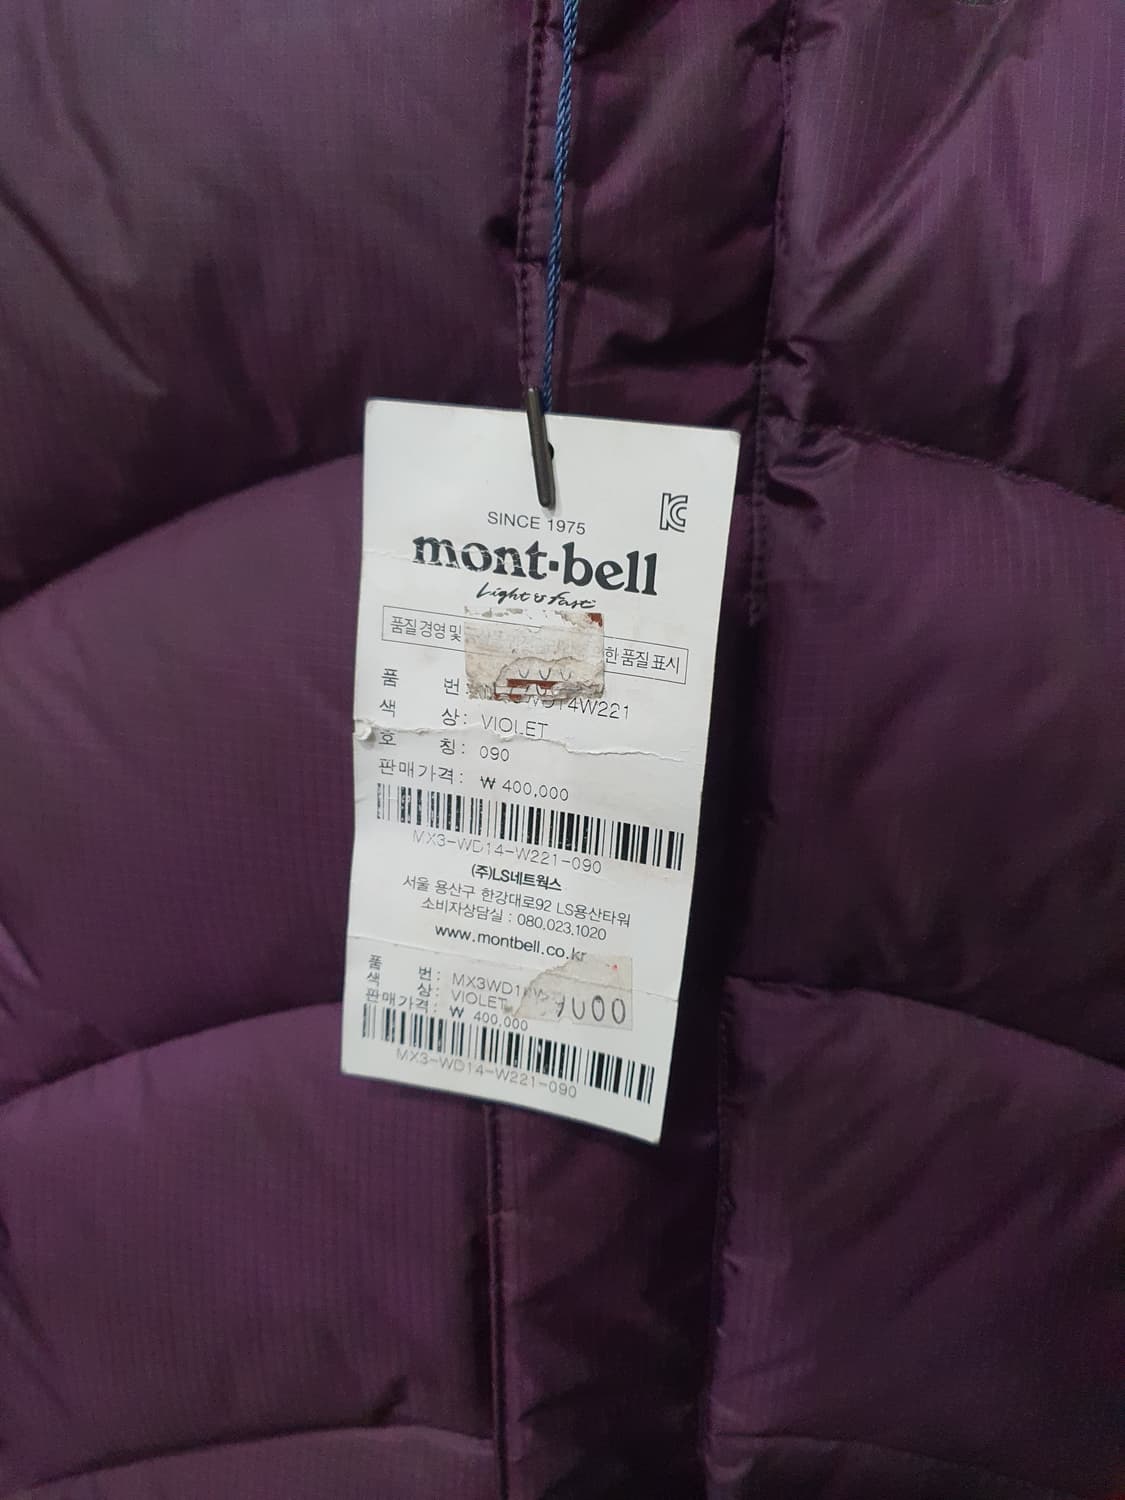 SINCE 1975
mont-bell
Light & Fast
품질경영 및 한 품질표시
품 번: 14W221
색 상: VIOLET
호 칭: 090
판매가격: ₩ 400,000
MX3-WD14-W221-090
(주)LS네트웍스
서울 용산구 한강대로92 LS용산타워
소비자상담실 : 080.023.1020
www.montbell.co.kr
품 번: MX3WD1
색 상: VIOLET
판매가격: ₩ 400,000
MX3-WD14-W221-090